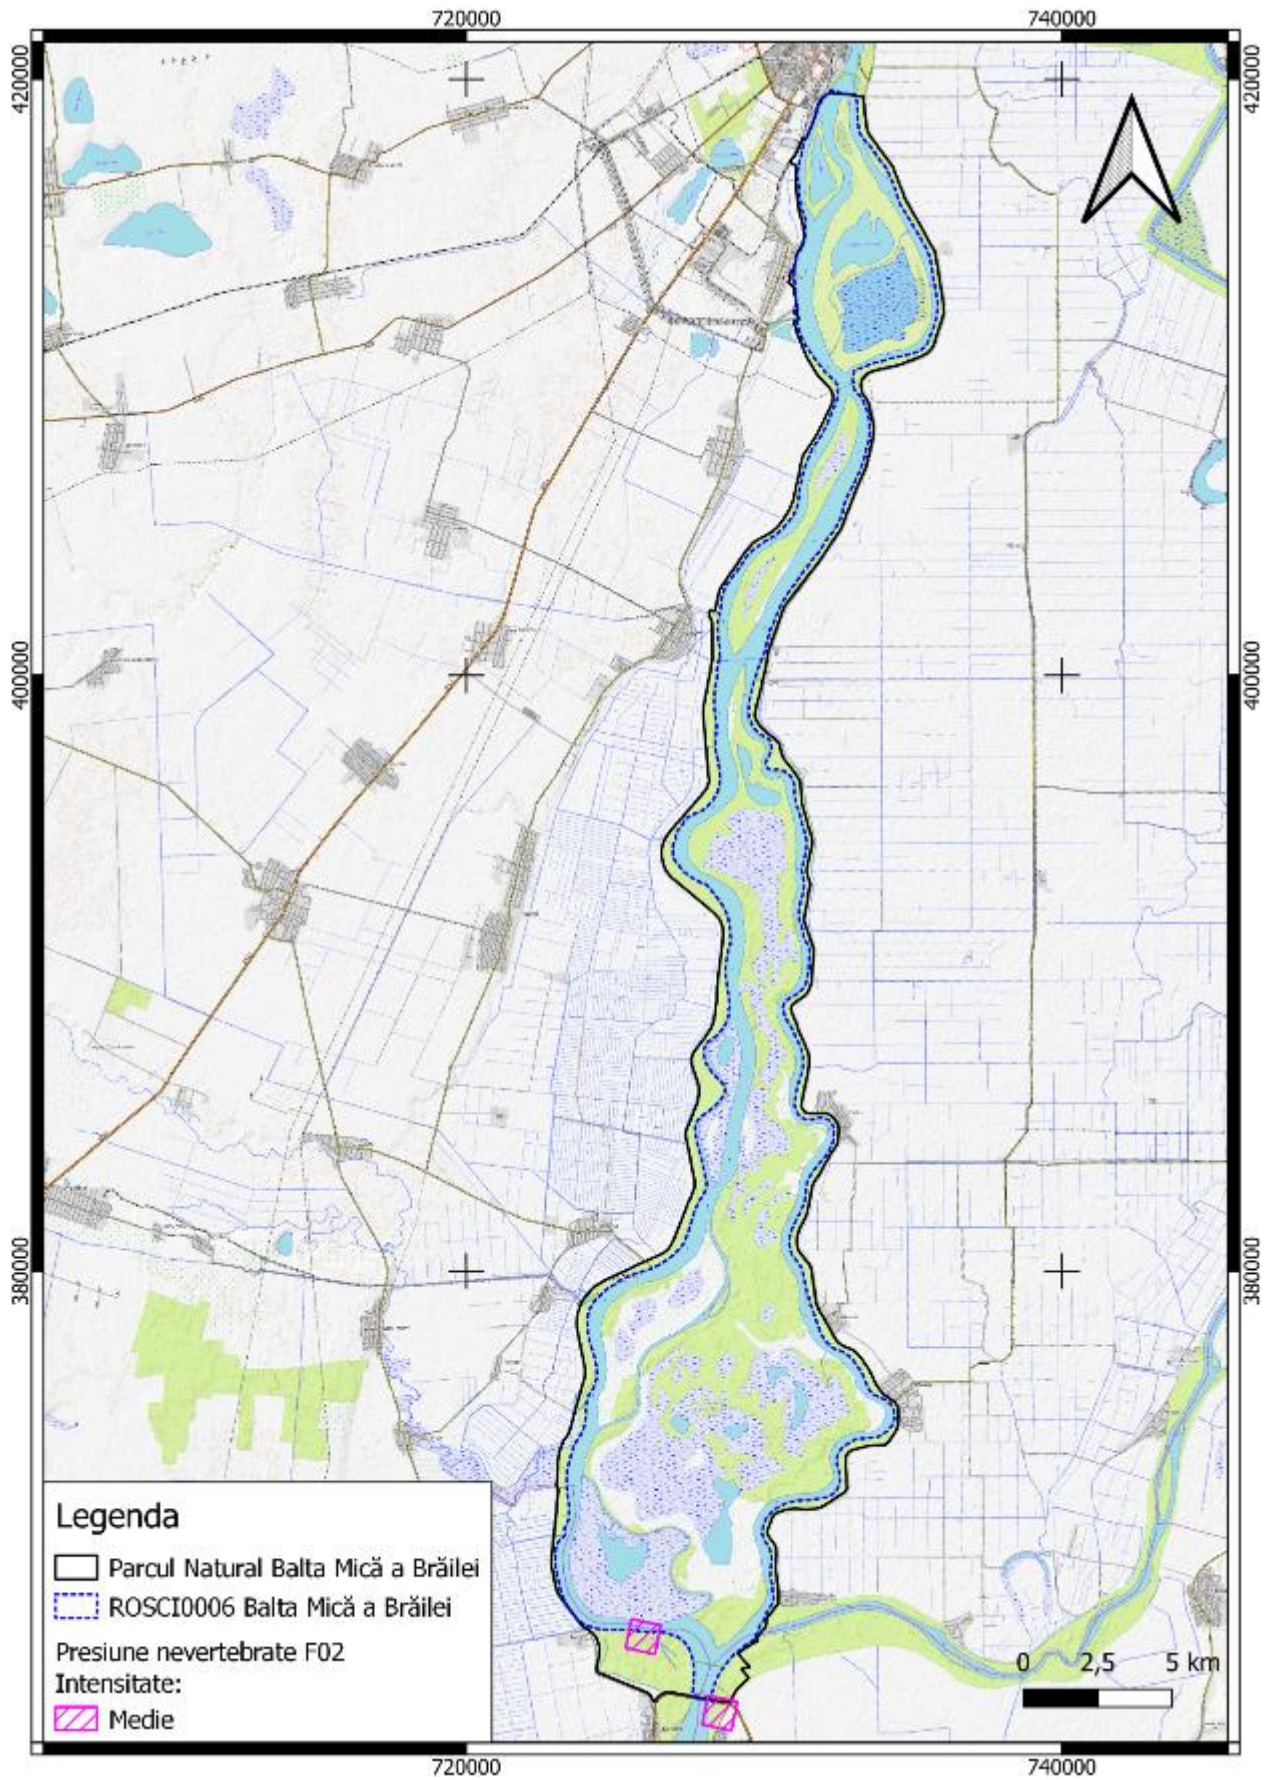 720000 740000
420000 420000
400000 400000
380000 380000
Legenda
Parcul Natural Balta Mică a Brăilei
ROSCI0006 Balta Mică a Brăilei
Presiune nevertebrate F02
Intensitate:
Medie
0 2,5 5 km
720000 740000